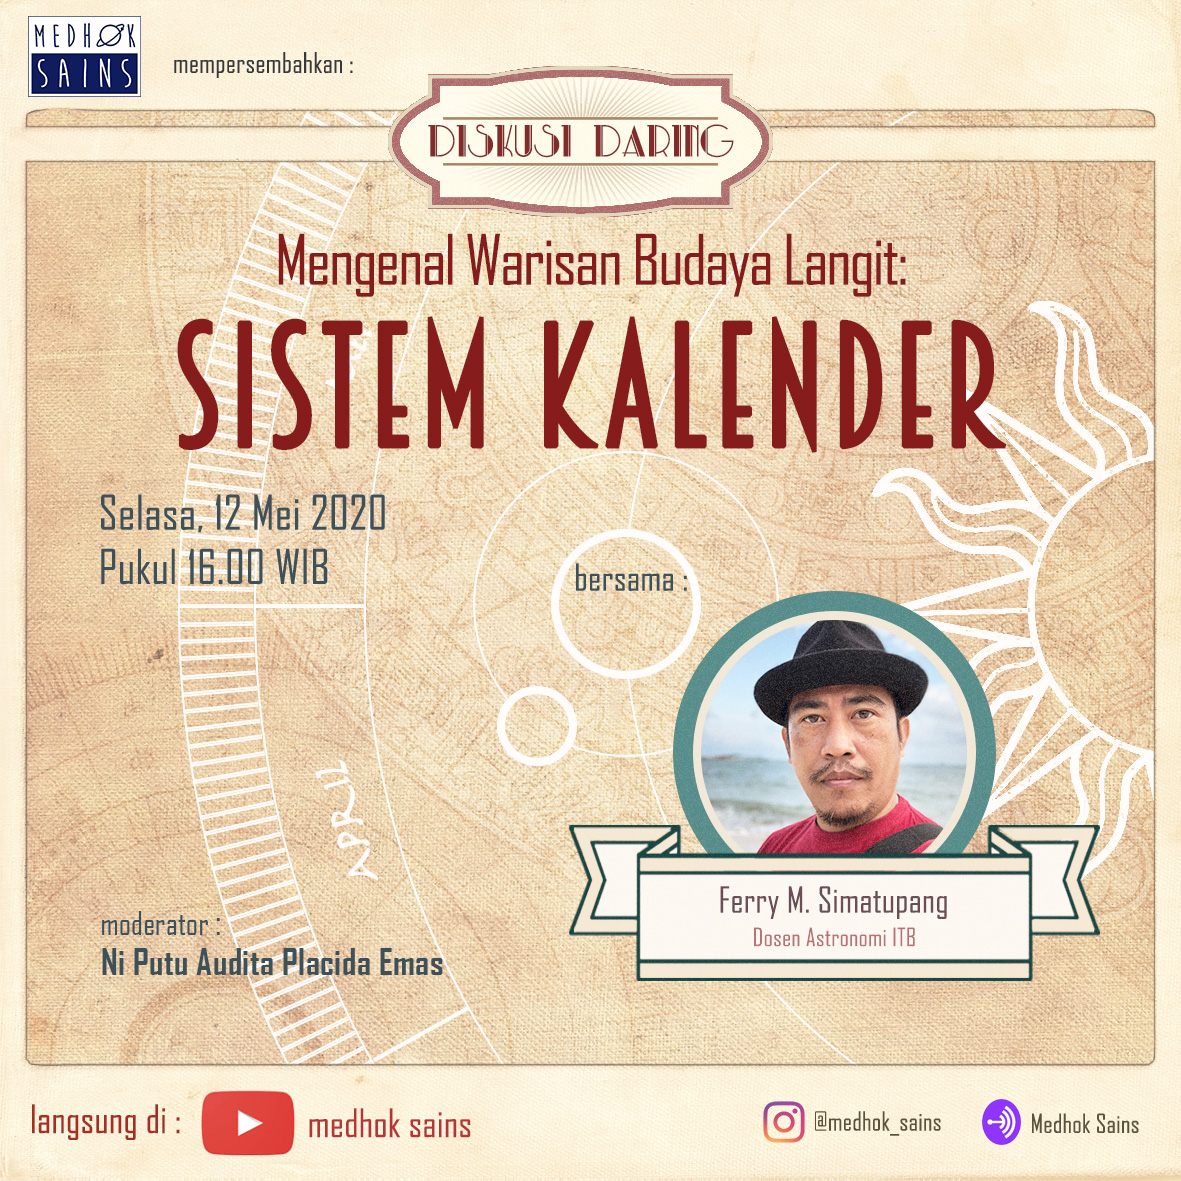 MEDHOK
SAINS
mempersembahkan :
DISKUSI DARING
Mengenal Warisan Budaya Langit:
SISTEM KALENDER
Selasa, 12 Mei 2020
Pukul 16.00 WIB
bersama :
APRIL
Ferry M. Simatupang
Dosen Astronomi ITB
moderator :
Ni Putu Audita Placida Emas
langsung di :
medhok sains
@medhok_sains
Medhok Sains